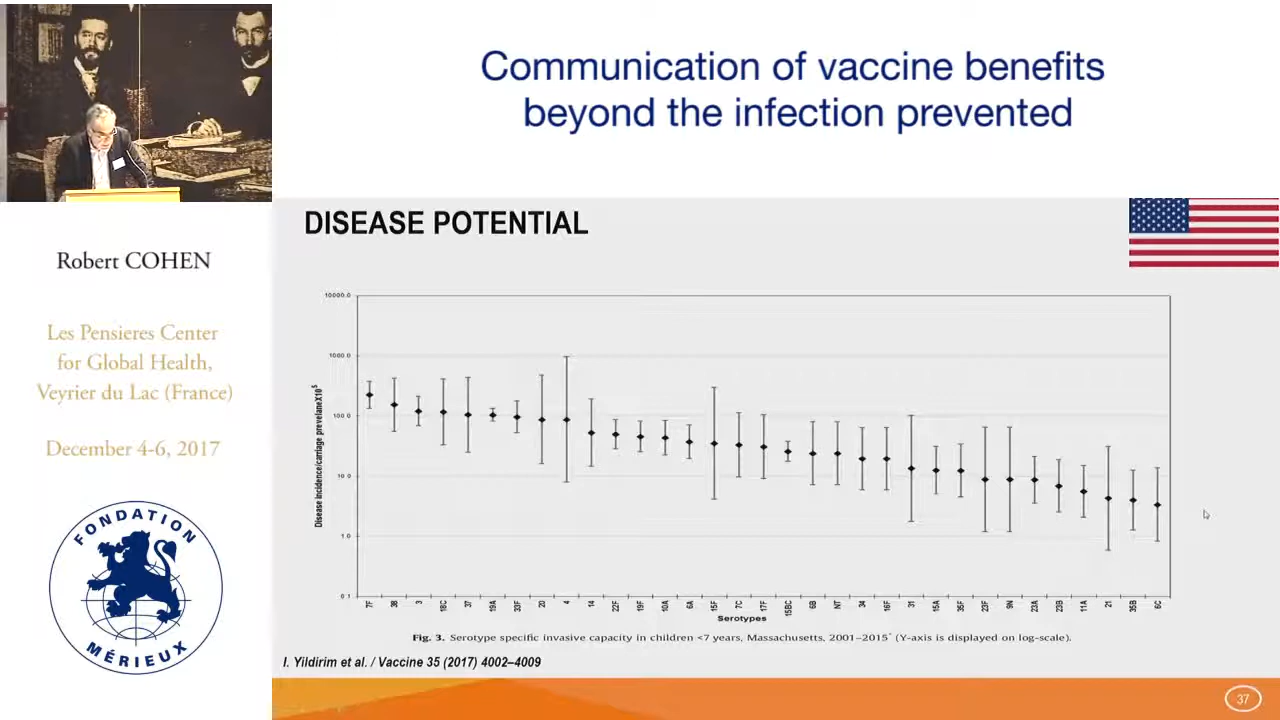 Communication of vaccine benefits
beyond the infection prevented
Robert COHEN
Les Pensieres Center
for Global Health,
Veyrier du Lac (France)
December 4-6, 2017
FONDATION
MÉRIEUX
DISEASE POTENTIAL
10000.0
1000.0
100.0
10.0
1.0
0.1
Disease incidence/carriage prevelaneX10⁵
7F 38 3 18C 37 19A 33F 20 4 14 22F 19F 10A 6A 15F 7C 17F 15BC 6B NT 34 16F 31 15A 35F 23F 9N 23A 23B 11A 21 35B 6C
Serotypes
Fig. 3. Serotype specific invasive capacity in children <7 years, Massachusetts, 2001–2015* (Y-axis is displayed on log-scale).
I. Yildirim et al. / Vaccine 35 (2017) 4002–4009
37